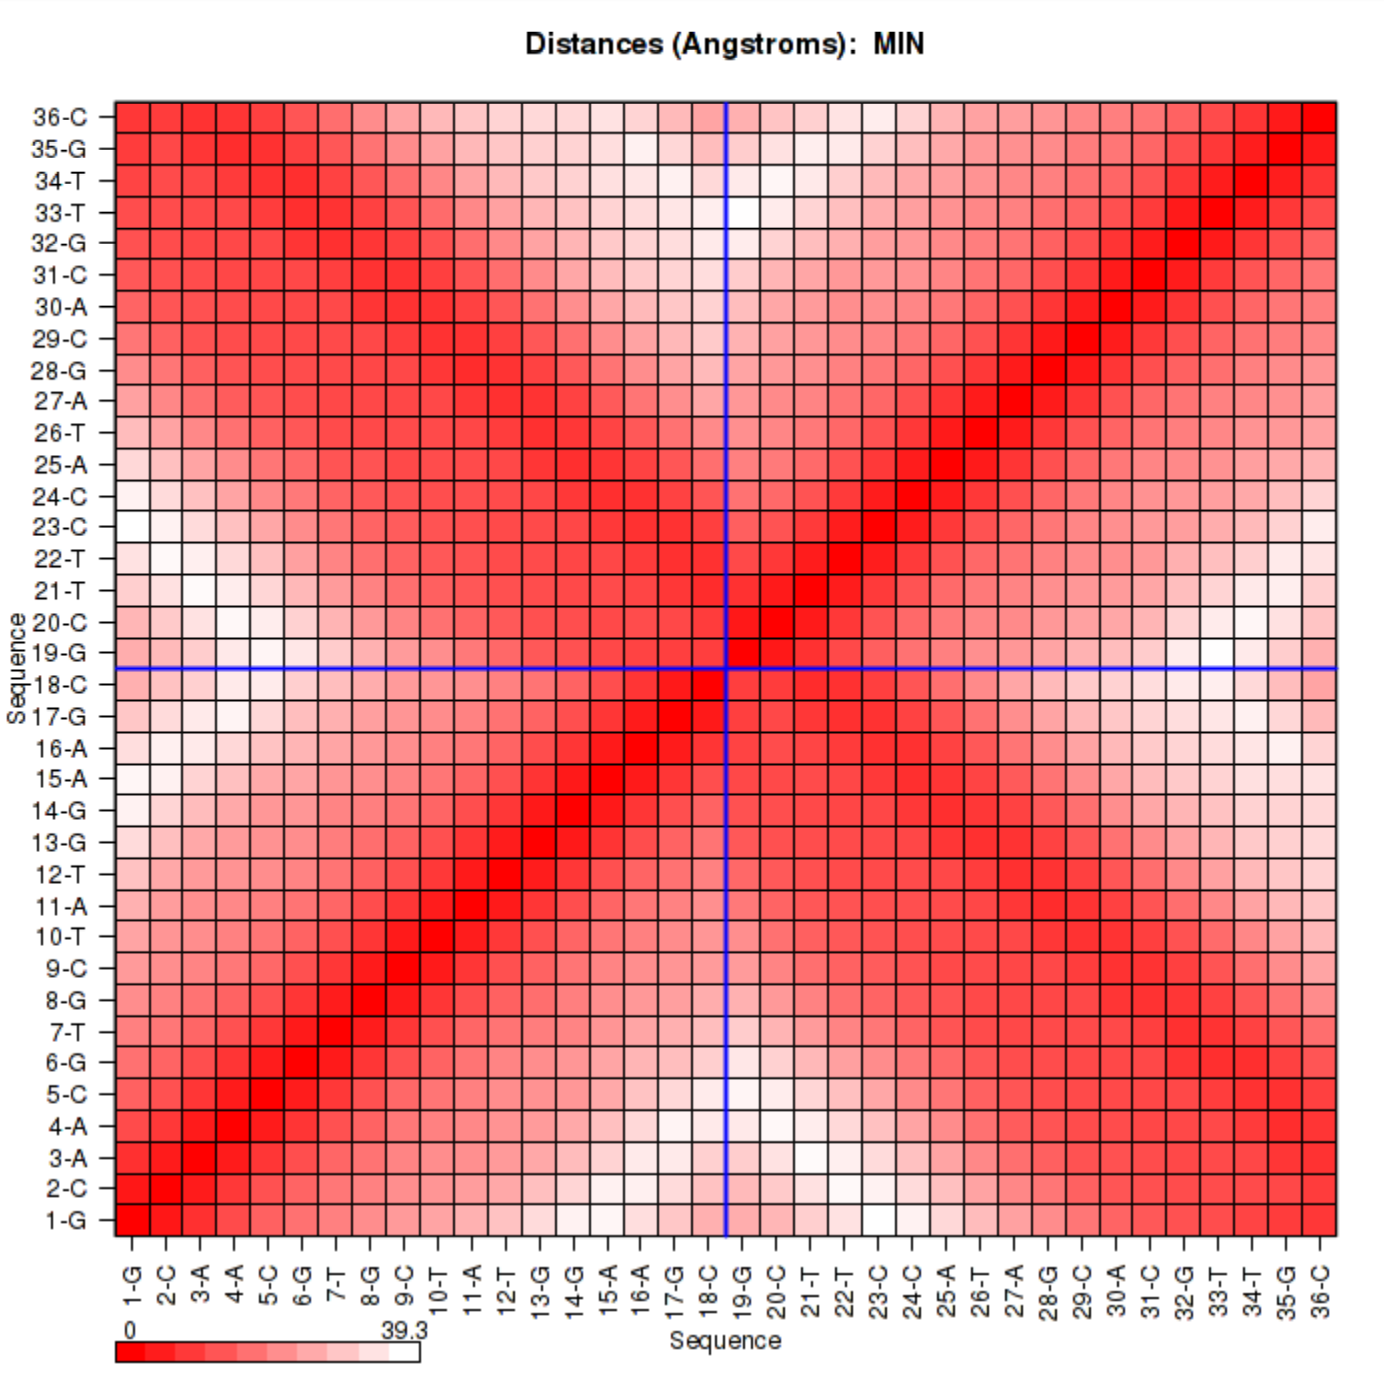 Distances (Angstroms):  MIN
36-C
35-G
34-T
33-T
32-G
31-C
30-A
29-C
28-G
27-A
26-T
25-A
24-C
23-C
22-T
21-T
20-C
19-G
18-C
17-G
16-A
15-A
14-G
13-G
12-T
11-A
10-T
9-C
8-G
7-T
6-G
5-C
4-A
3-A
2-C
1-G
Sequence
1-G 2-C 3-A 4-A 5-C 6-G 7-T 8-G 9-C 10-T 11-A 12-T 13-G 14-G 15-A 16-A 17-G 18-C 19-G 20-C 21-T 22-T 23-C 24-C 25-A 26-T 27-A 28-G 29-C 30-A 31-C 32-G 33-T 34-T 35-G 36-C
Sequence
0 39.3